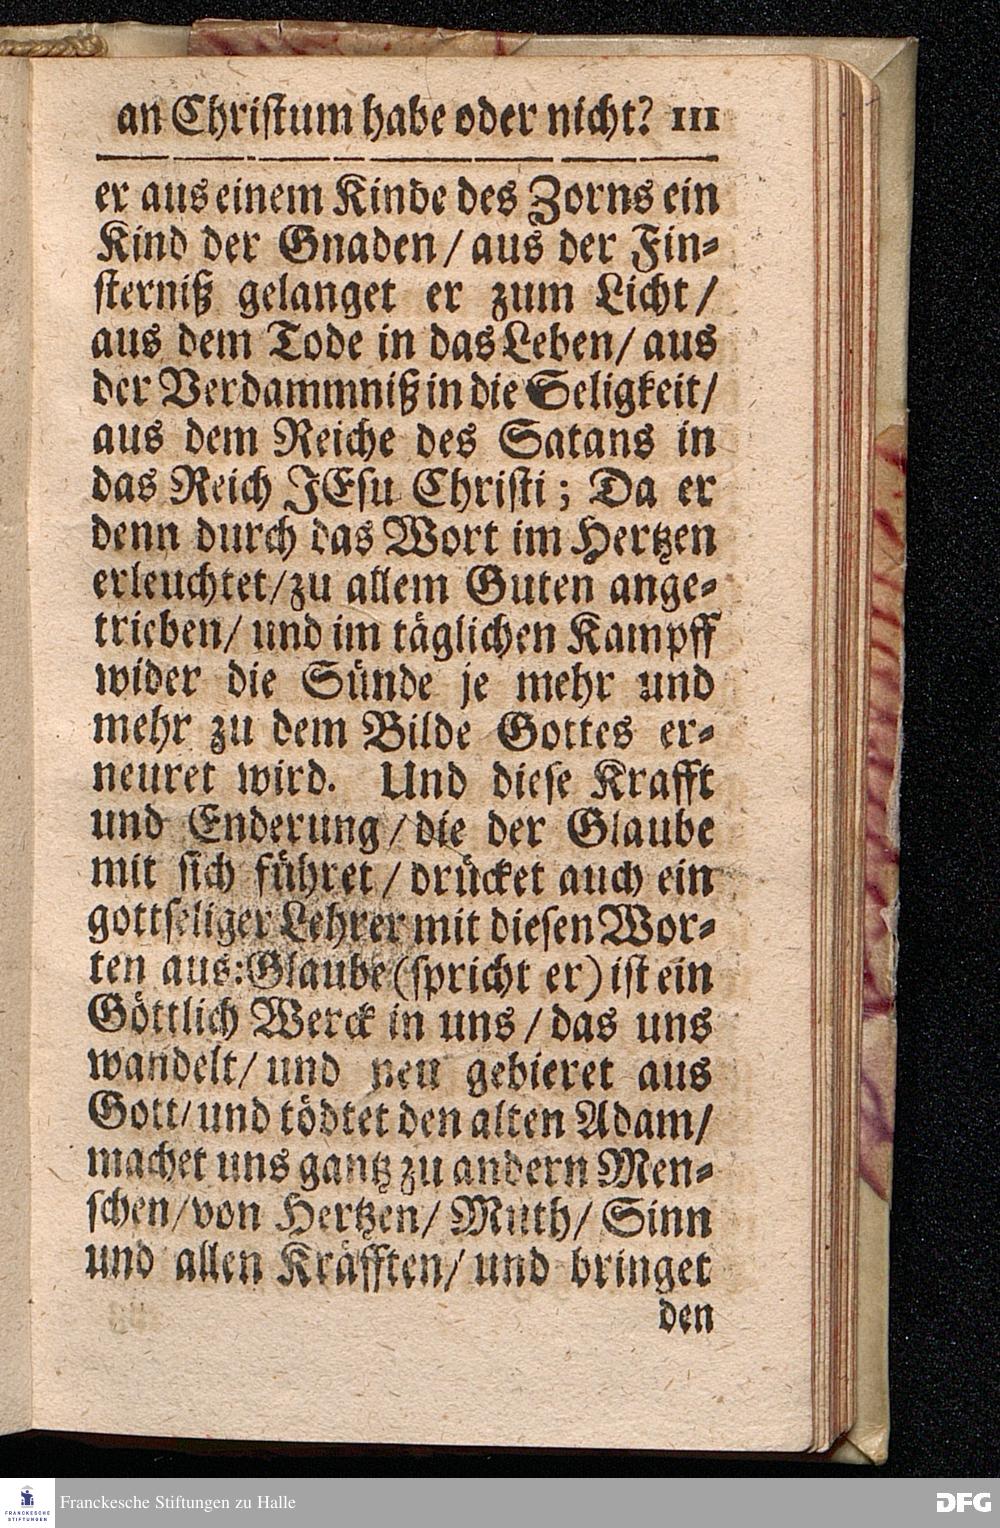 an Christum habe oder nicht? 111
er aus einem Kinde des Zorns ein
Kind der Gnaden / aus der Fin-
sterniß gelanget er zum Licht /
aus dem Tode in das Leben / aus
der Verdammniß in die Seligkeit /
aus dem Reiche des Satans in
das Reich JEsu Christi; Da er
denn durch das Wort im Hertzen
erleuchtet / zu allem Guten ange-
trieben / und im täglichen Kampff
wider die Sünde je mehr und
mehr zu dem Bilde Gottes er-
neuret wird. Und diese Krafft
und Enderung / die der Glaube
mit sich führet / drücket auch ein
gottseliger Lehrer mit diesen Wor-
ten aus: Glaube (spricht er) ist ein
Göttlich Werck in uns / das uns
wandelt / und neu gebieret aus
Gott / und tödtet den alten Adam /
machet uns gantz zu andern Men-
schen / von Hertzen / Muth / Sinn
und allen Kräfften / und bringet
den
FRANCKESCHE STIFTUNGEN
Franckesche Stiftungen zu Halle
DFG